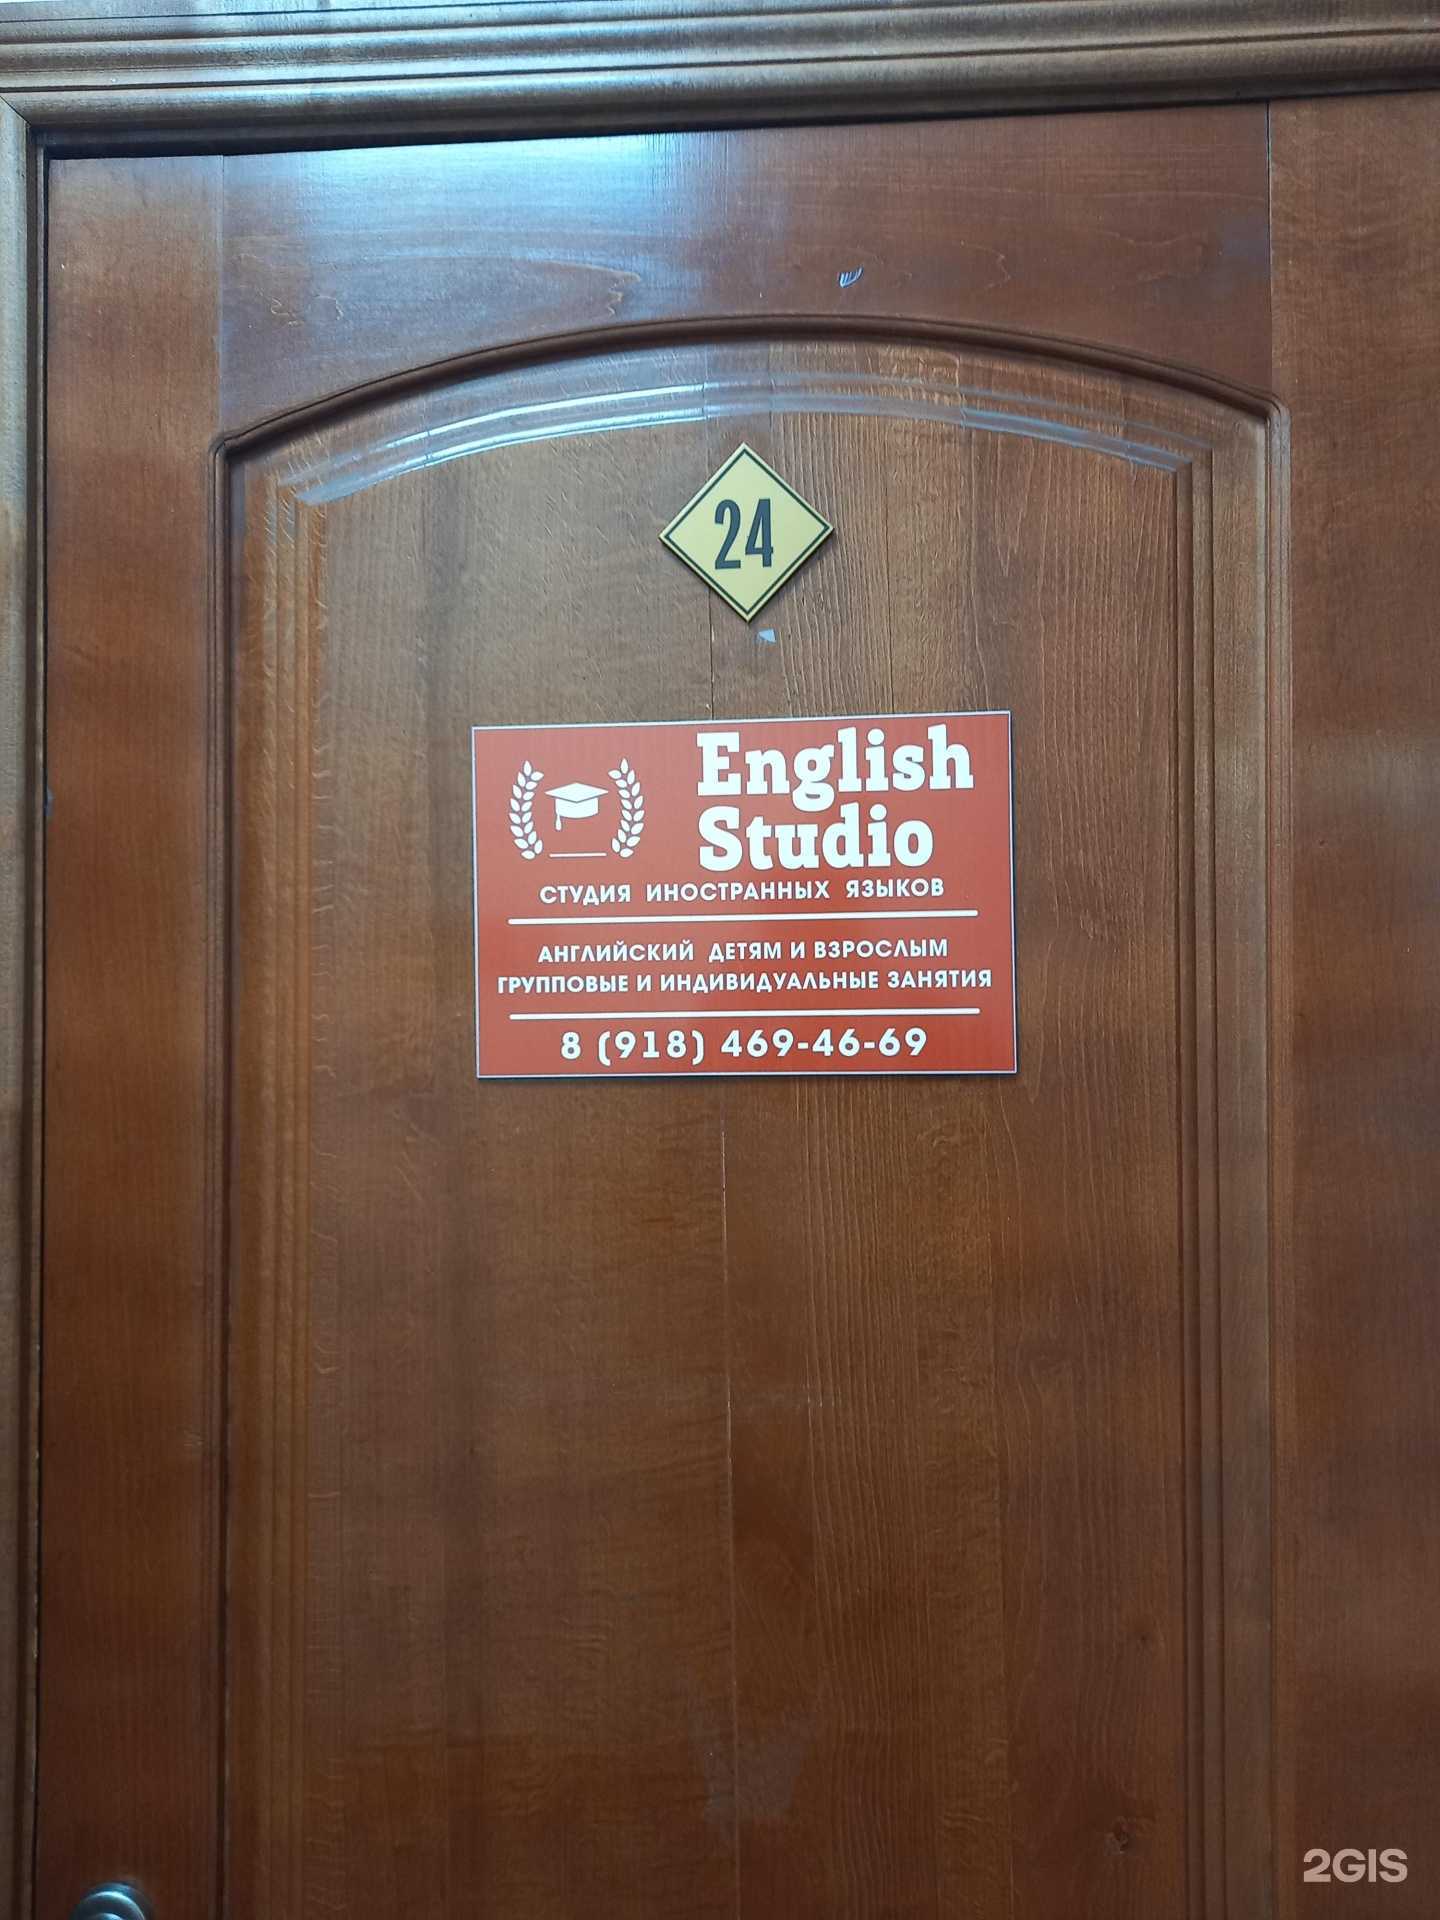 24
English
Studio
СТУДИЯ ИНОСТРАННЫХ ЯЗЫКОВ
АНГЛИЙСКИЙ ДЕТЯМ И ВЗРОСЛЫМ
ГРУППОВЫЕ И ИНДИВИДУАЛЬНЫЕ ЗАНЯТИЯ
8 (918) 469-46-69
2GIS